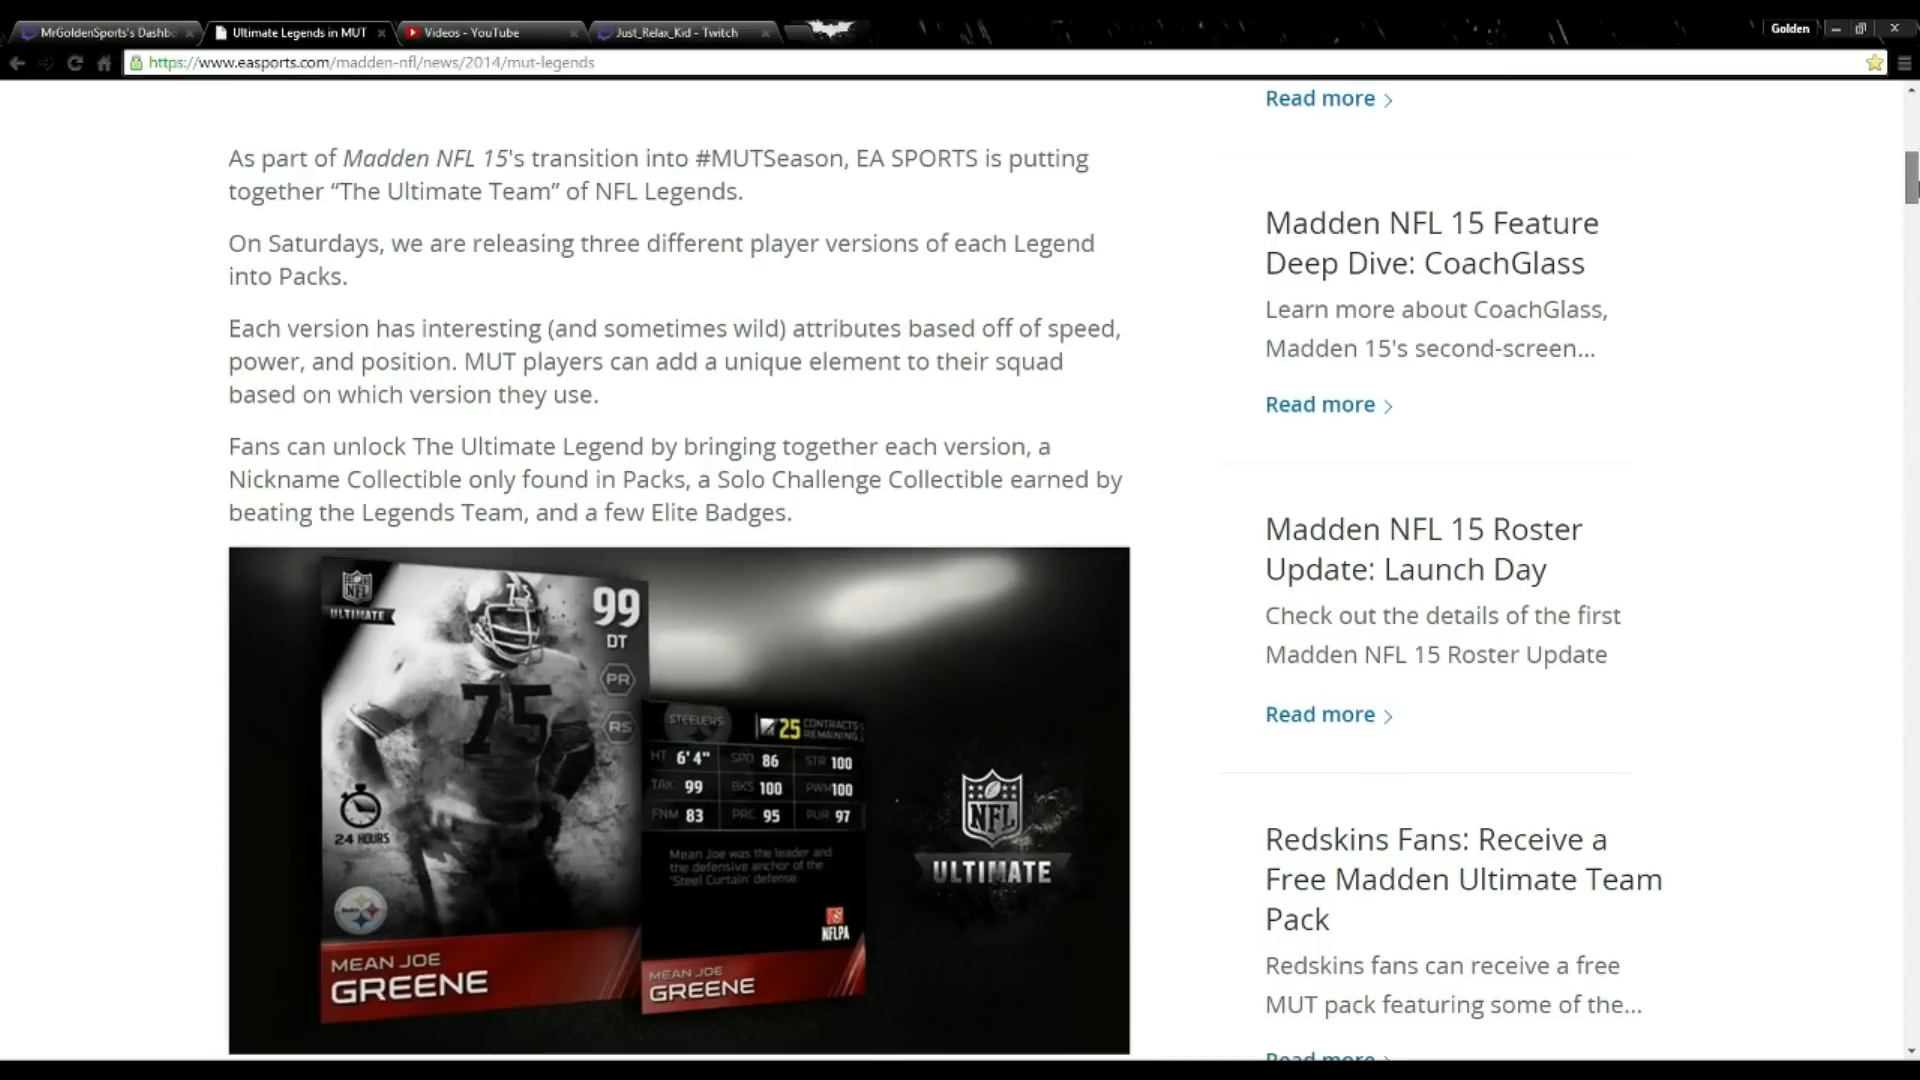 MrGoldenSports's Dashbo
Ultimate Legends in MUT
Videos - YouTube
Just_Relax_Kid - Twitch
Golden
https://www.easports.com/madden-nfl/news/2014/mut-legends
As part of Madden NFL 15's transition into #MUTSeason, EA SPORTS is putting
together “The Ultimate Team” of NFL Legends.
On Saturdays, we are releasing three different player versions of each Legend
into Packs.
Each version has interesting (and sometimes wild) attributes based off of speed,
power, and position. MUT players can add a unique element to their squad
based on which version they use.
Fans can unlock The Ultimate Legend by bringing together each version, a
Nickname Collectible only found in Packs, a Solo Challenge Collectible earned by
beating the Legends Team, and a few Elite Badges.
NFL
ULTIMATE
75
99
DT
PR
RS
75
24 HOURS
Steelers
MEAN JOE
GREENE
STEELERS
25 CONTRACTS
REMAINING
HT 6'4" SPD 86 STR 100
TAK 99 BKS 100 PWM 100
FNM 83 PRC 95 PUR 97
Mean Joe was the leader and
the defensive anchor of the
'Steel Curtain' defense.
NFLPA
MEAN JOE
GREENE
NFL
ULTIMATE
Read more
Madden NFL 15 Feature
Deep Dive: CoachGlass
Learn more about CoachGlass,
Madden 15's second-screen...
Read more
Madden NFL 15 Roster
Update: Launch Day
Check out the details of the first
Madden NFL 15 Roster Update
Read more
Redskins Fans: Receive a
Free Madden Ultimate Team
Pack
Redskins fans can receive a free
MUT pack featuring some of the...
Read more